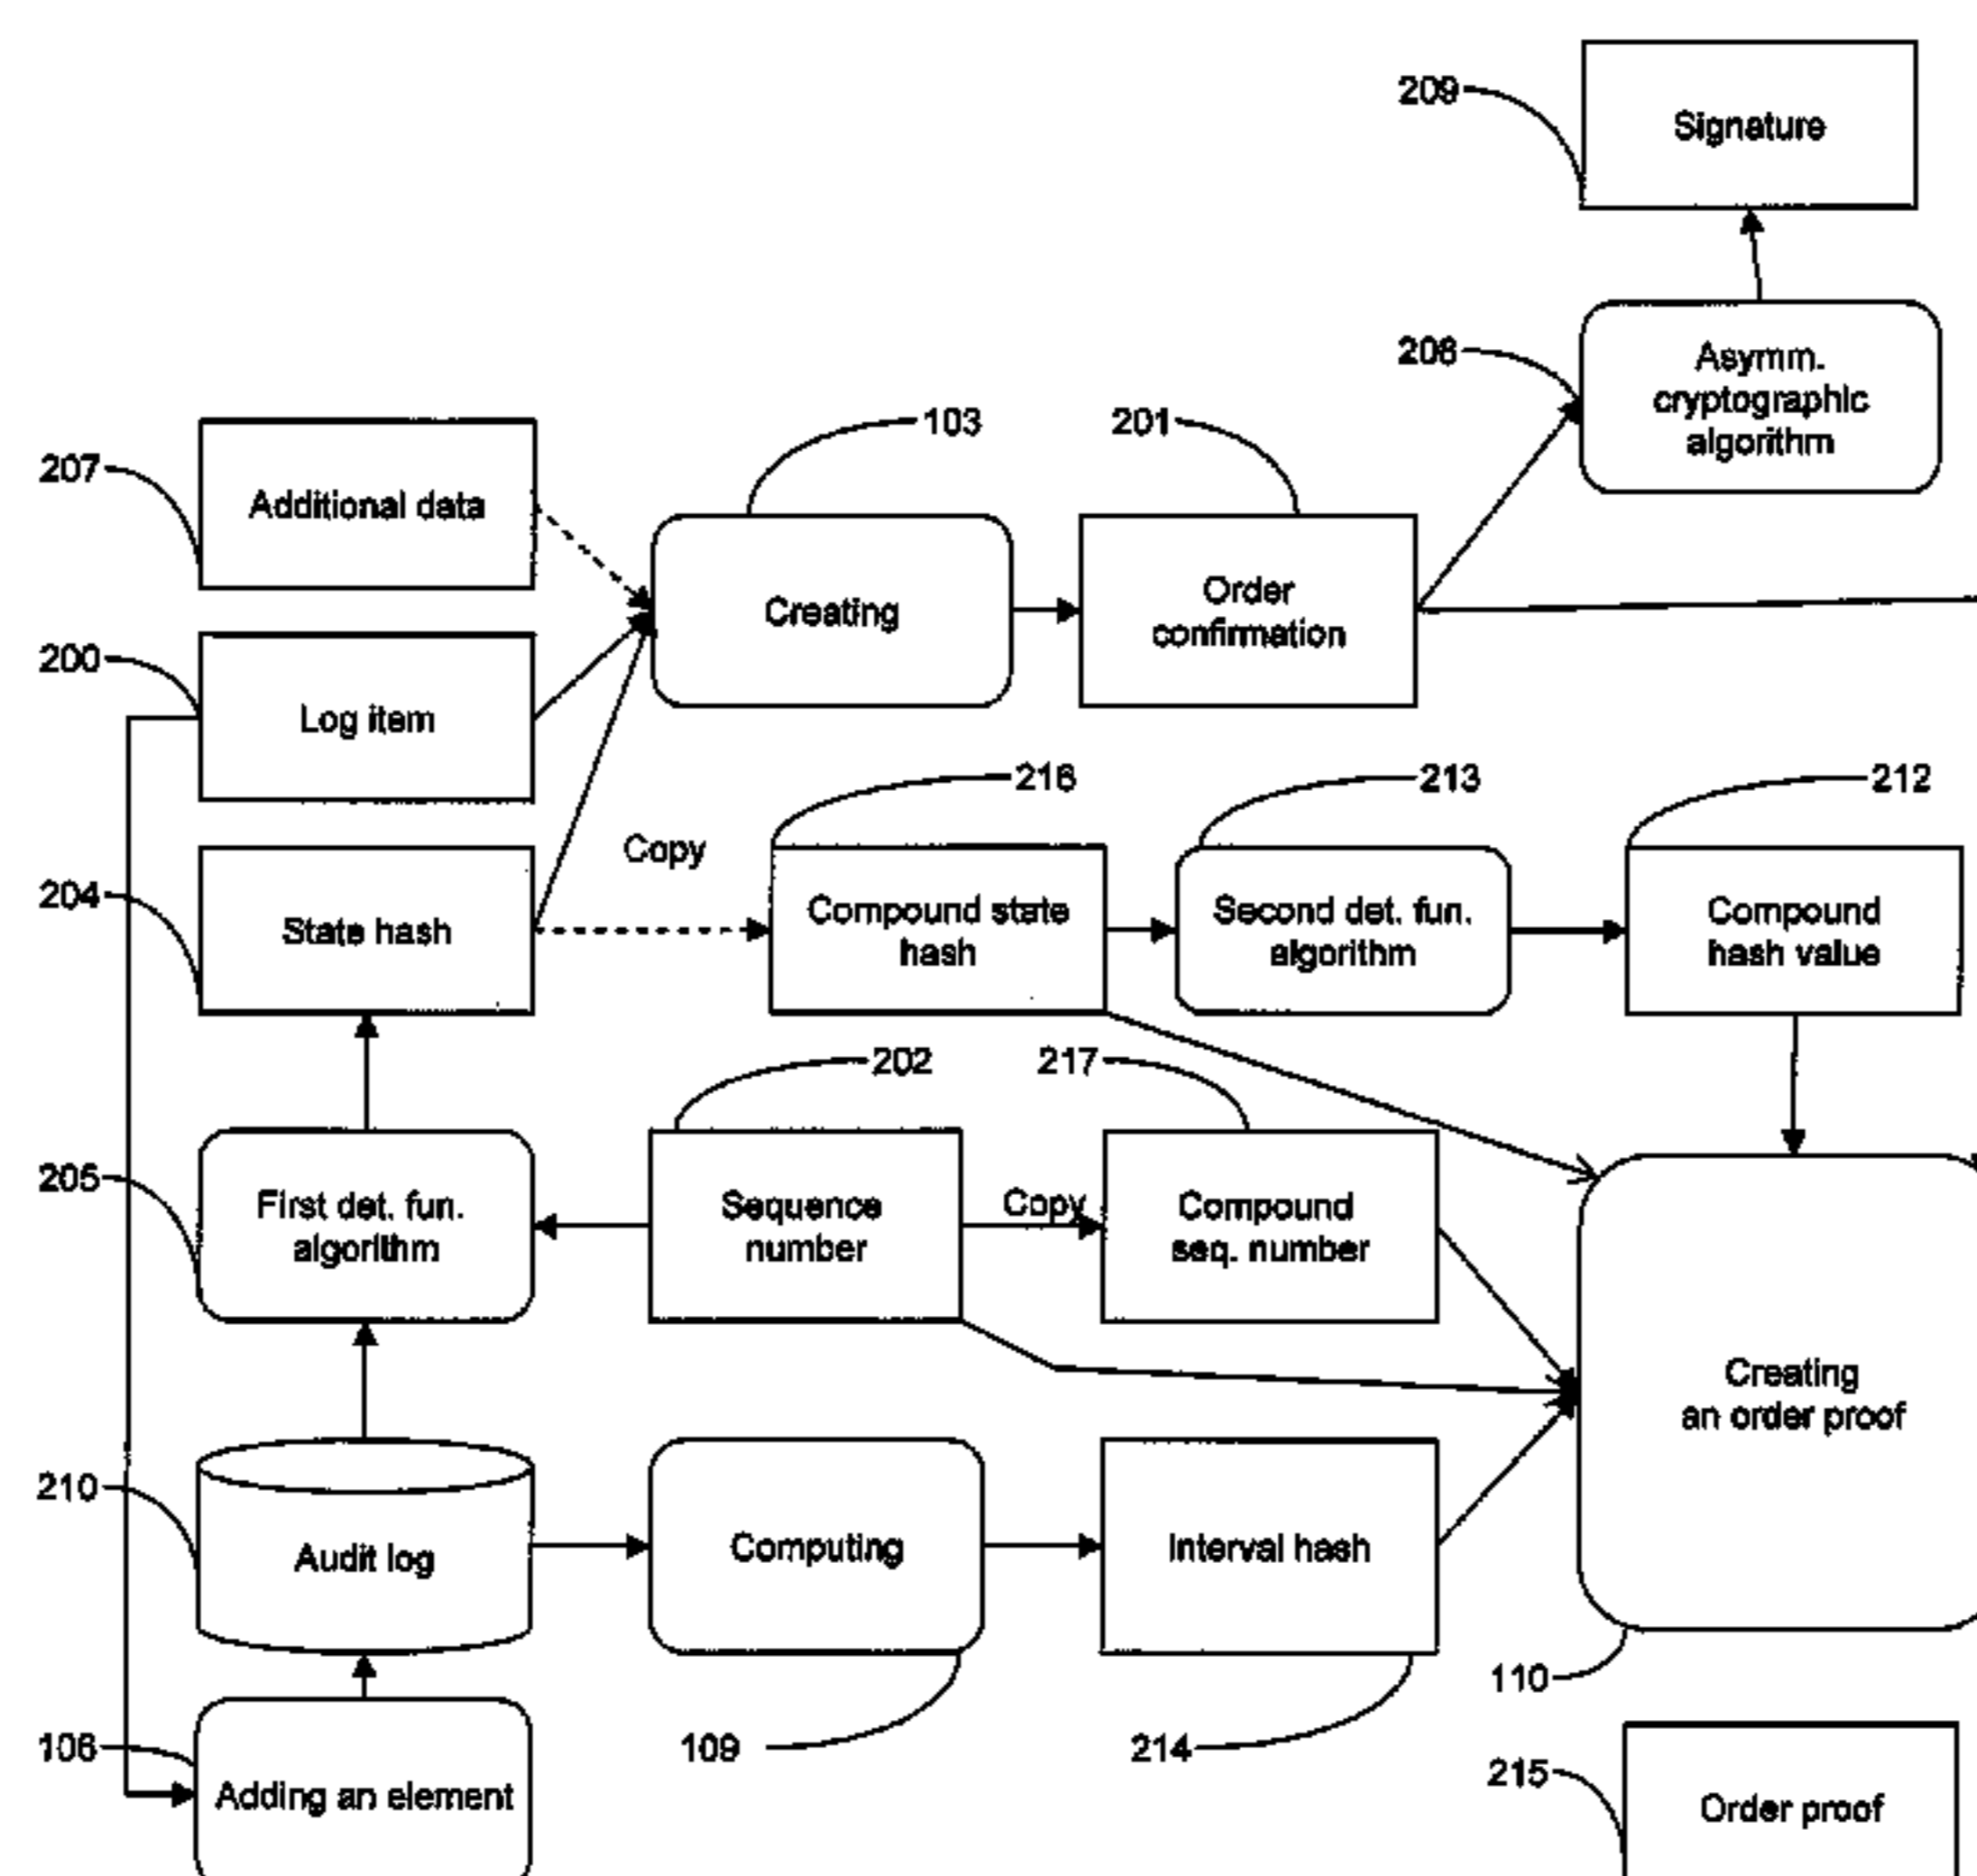 209
Signature
208
Asymm.
cryptographic
algorithm
103
201
207
Additional data
Creating
Order
confirmation
200
Log item
216
213
212
Copy
204
State hash
Compound state
hash
Second det. fun.
algorithm
Compound
hash value
202
217
205
First det. fun.
algorithm
Sequence
number
Copy
Compound
seq. number
Creating
an order proof
210
Audit log
Computing
Interval hash
110
106
109
214
215
Adding an element
Order proof